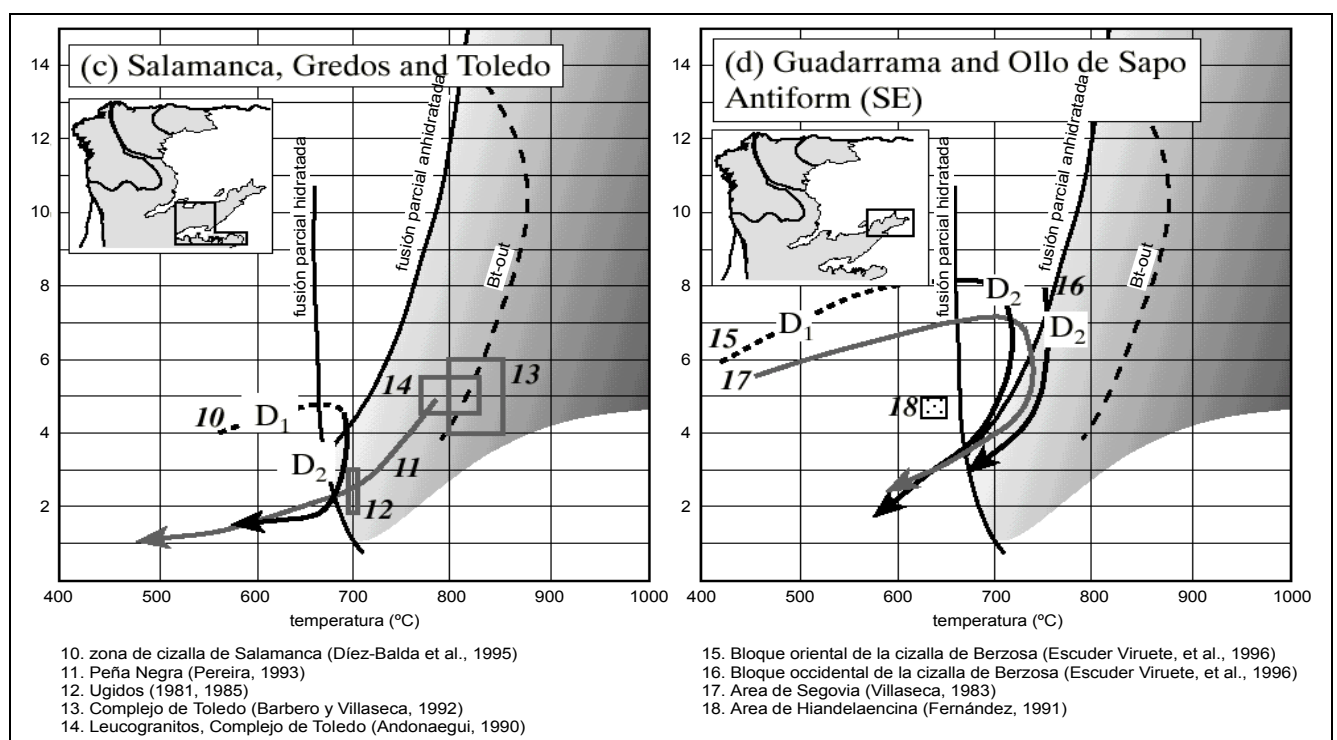 (c) Salamanca, Gredos and Toledo
14
12
10
8
6
4
2
fusión parcial hidratada
fusión parcial anhidratada
Bt-out
10
D1
D2
11
12
13
14
400
500
600
700
800
900
1000
temperatura (ºC)
10. zona de cizalla de Salamanca (Díez-Balda et al., 1995)
11. Peña Negra (Pereira, 1993)
12. Ugidos (1981, 1985)
13. Complejo de Toledo (Barbero y Villaseca, 1992)
14. Leucogranitos, Complejo de Toledo (Andonaegui, 1990)
(d) Guadarrama and Ollo de Sapo
Antiform (SE)
14
12
10
8
6
4
2
fusión parcial hidratada
fusión parcial anhidratada
Bt-out
15
D1
17
D2
16
D2
18
400
500
600
700
800
900
1000
temperatura (ºC)
15. Bloque oriental de la cizalla de Berzosa (Escuder Viruete, et al., 1996)
16. Bloque occidental de la cizalla de Berzosa (Escuder Viruete, et al., 1996)
17. Area de Segovia (Villaseca, 1983)
18. Area de Hiandelaencina (Fernández, 1991)